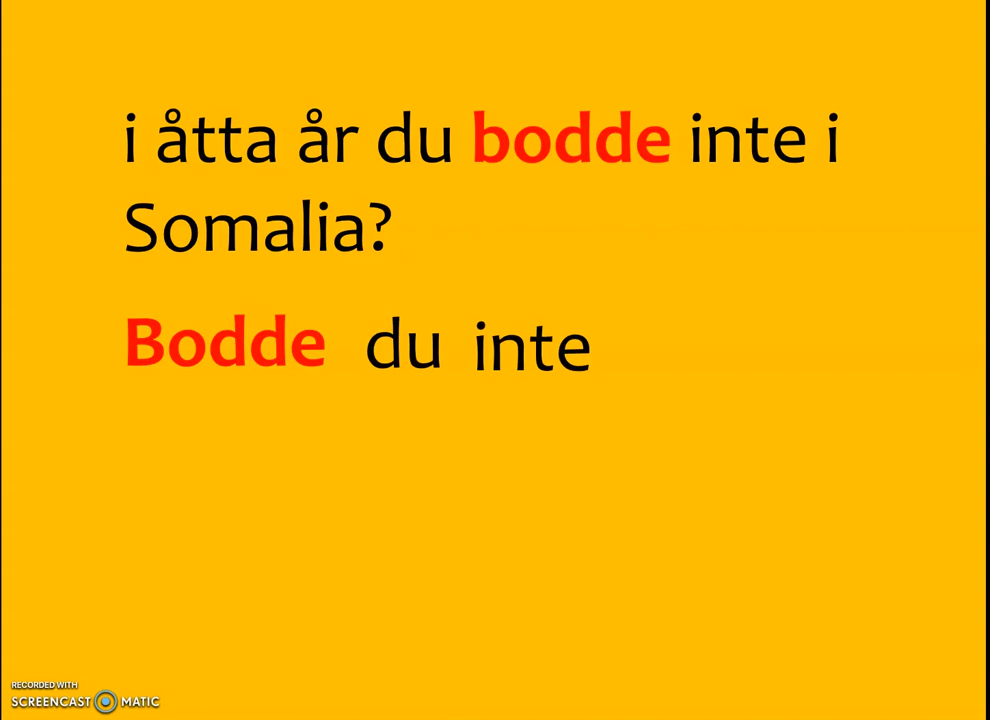 i åtta år du bodde inte i
Somalia?
Bodde du inte
RECORDED WITH
SCREENCAST MATIC